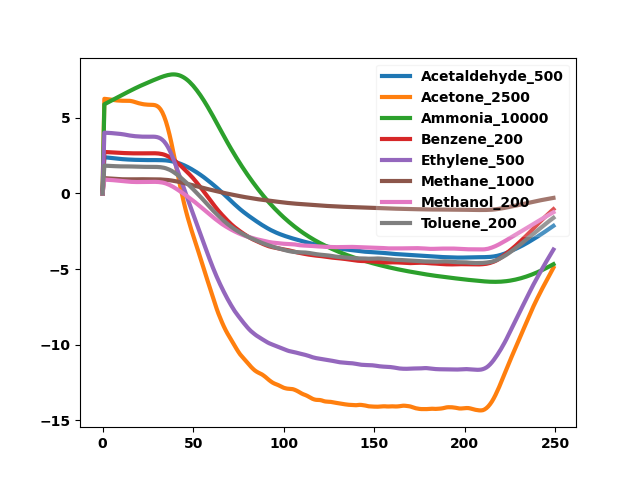 Acetaldehyde_500
Acetone_2500
Ammonia_10000
Benzene_200
Ethylene_500
Methane_1000
Methanol_200
Toluene_200
5
0
−5
−10
−15
0 50 100 150 200 250